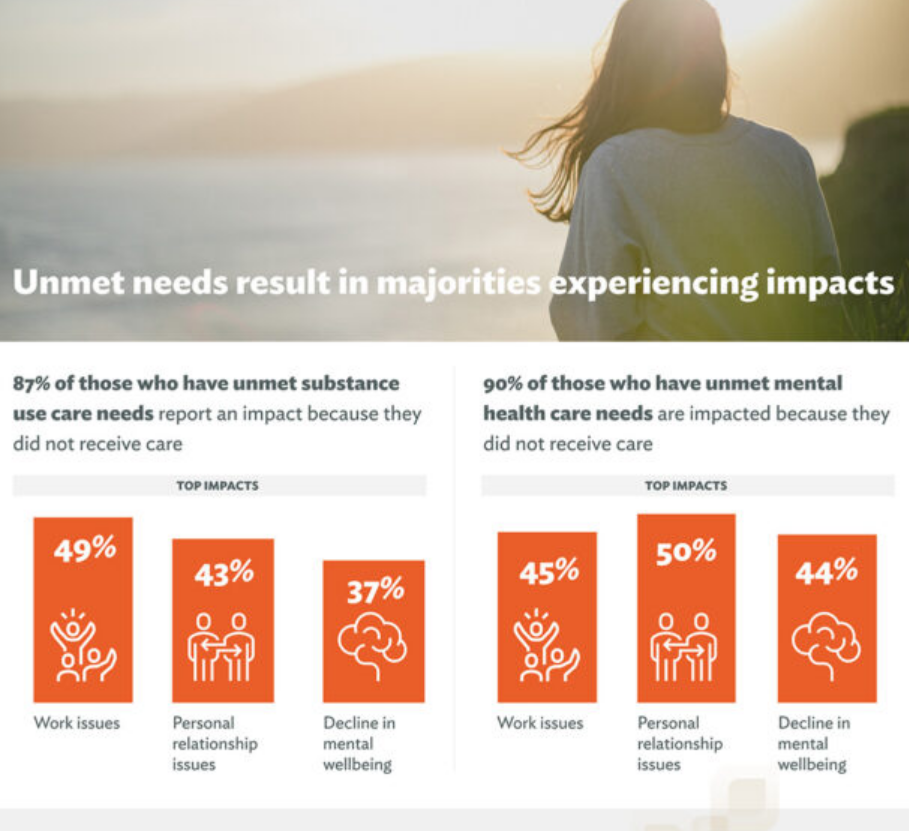 Unmet needs result in majorities experiencing impacts
87% of those who have unmet substance
use care needs report an impact because they
did not receive care
TOP IMPACTS
49%
43%
37%
Work issues
Personal
relationship
issues
Decline in
mental
wellbeing
90% of those who have unmet mental
health care needs are impacted because they
did not receive care
TOP IMPACTS
45%
50%
44%
Work issues
Personal
relationship
issues
Decline in
mental
wellbeing